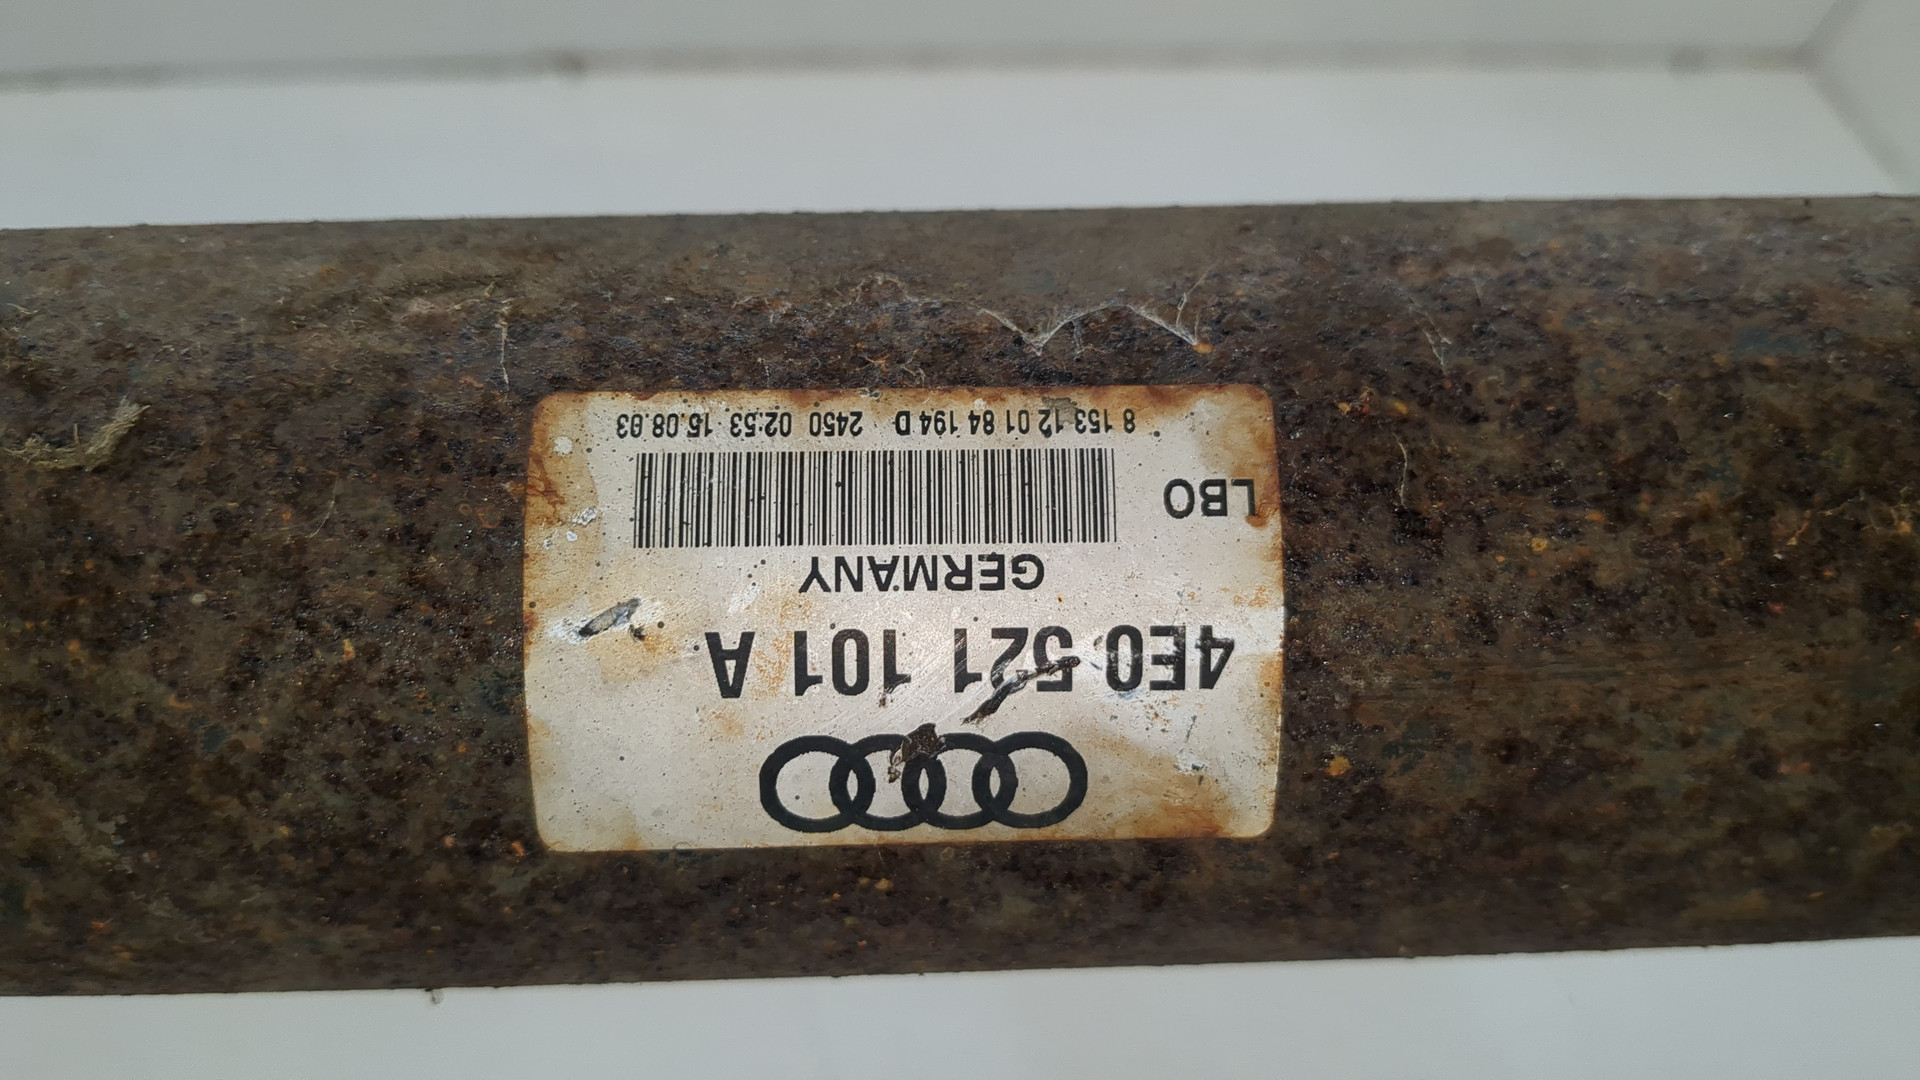 4E0 521 101 A
GERMANY
LBO
8 153 12 01 84 194 D 2450 02:53 15.08.03